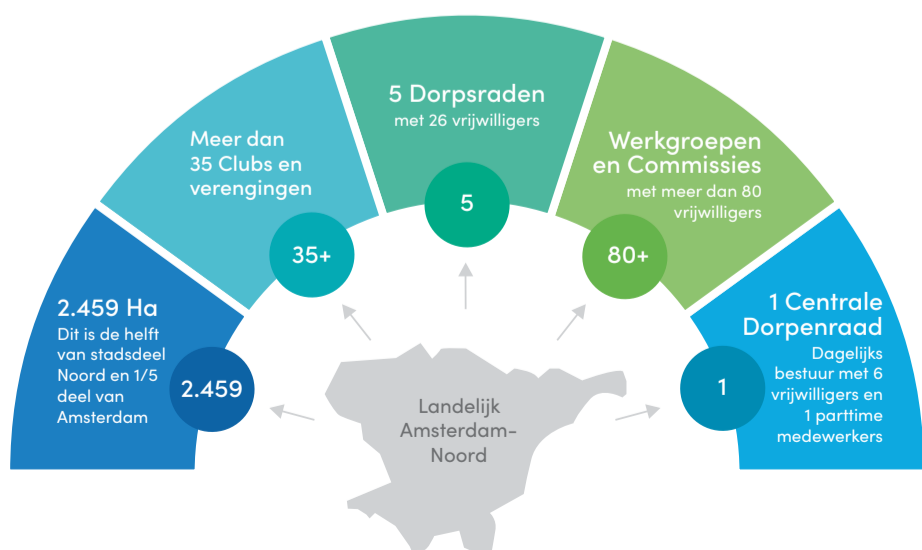 2.459 Ha
Dit is de helft
van stadsdeel
Noord en 1/5
deel van
Amsterdam
2.459
Meer dan
35 Clubs en
verengingen
35+
5 Dorpsraden
met 26 vrijwilligers
5
Werkgroepen
en Commissies
met meer dan 80
vrijwilligers
80+
1 Centrale
Dorpenraad
Dagelijks
bestuur met 6
vrijwilligers en
1 parttime
medewerkers
1
Landelijk
Amsterdam-
Noord